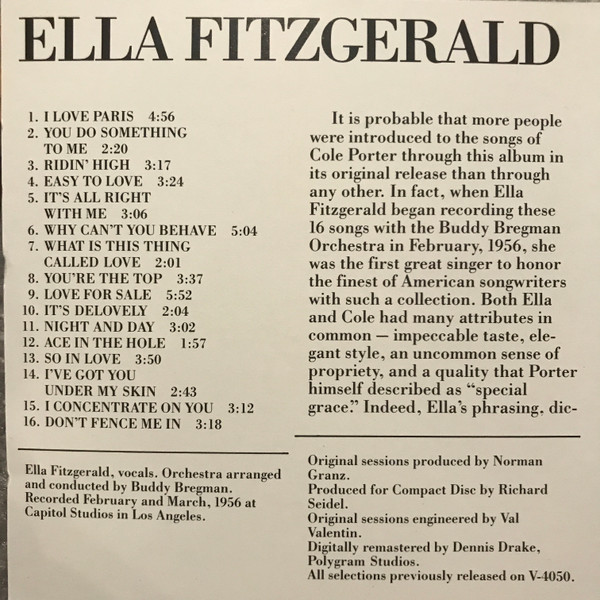 ELLA FITZGERALD
1. I LOVE PARIS 4:56
2. YOU DO SOMETHING
TO ME 2:20
3. RIDIN' HIGH 3:17
4. EASY TO LOVE 3:24
5. IT'S ALL RIGHT
WITH ME 3:06
6. WHY CAN'T YOU BEHAVE 5:04
7. WHAT IS THIS THING
CALLED LOVE 2:01
8. YOU'RE THE TOP 3:37
9. LOVE FOR SALE 5:52
10. IT'S DELOVELY 2:04
11. NIGHT AND DAY 3:02
12. ACE IN THE HOLE 1:57
13. SO IN LOVE 3:50
14. I'VE GOT YOU
UNDER MY SKIN 2:43
15. I CONCENTRATE ON YOU 3:12
16. DON'T FENCE ME IN 3:18
Ella Fitzgerald, vocals. Orchestra arranged
and conducted by Buddy Bregman.
Recorded February and March, 1956 at
Capitol Studios in Los Angeles.
It is probable that more people
were introduced to the songs of
Cole Porter through this album in
its original release than through
any other. In fact, when Ella
Fitzgerald began recording these
16 songs with the Buddy Bregman
Orchestra in February, 1956, she
was the first great singer to honor
the finest of American songwriters
with such a collection. Both Ella
and Cole had many attributes in
common — impeccable taste, ele-
gant style, an uncommon sense of
propriety, and a quality that Porter
himself described as “special
grace.” Indeed, Ella's phrasing, dic-
Original sessions produced by Norman
Granz.
Produced for Compact Disc by Richard
Seidel.
Original sessions engineered by Val
Valentin.
Digitally remastered by Dennis Drake,
Polygram Studios.
All selections previously released on V-4050.